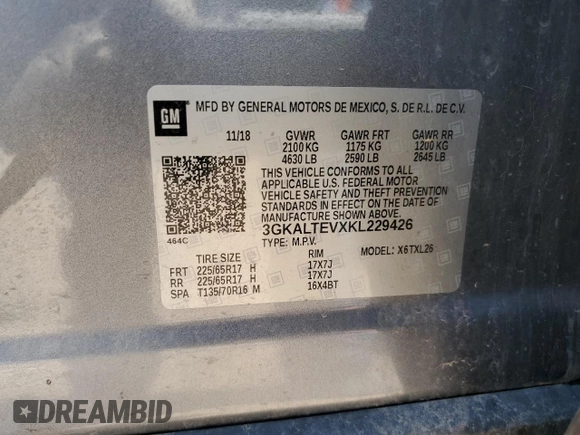 GM
MFD BY GENERAL MOTORS DE MEXICO, S. DE R.L. DE C.V.
11/18 GVWR GAWR FRT GAWR RR
2100 KG 1175 KG 1200 KG
4630 LB 2590 LB 2645 LB
THIS VEHICLE CONFORMS TO ALL
APPLICABLE U.S. FEDERAL MOTOR
VEHICLE SAFETY AND THEFT PREVENTION
STANDARDS IN EFFECT ON THE DATE OF
MANUFACTURE SHOWN ABOVE.
3GKALTEVXKL229426
464C
TYPE: M.P.V. MODEL: X6TXL26
TIRE SIZE RIM
FRT 225/65R17 H 17X7J
RR 225/65R17 H 17X7J
SPA T135/70R16 M 16X4BT
DREAMBID